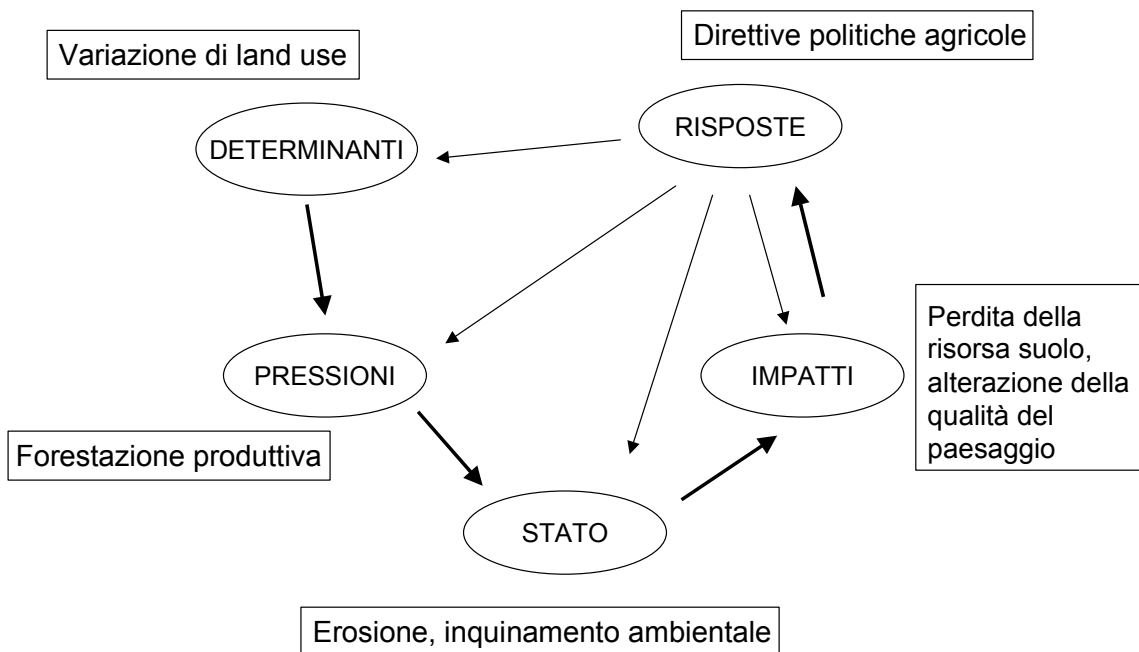 Direttive politiche agricole
Variazione di land use
RISPOSTE
DETERMINANTI
Perdita della
risorsa suolo,
alterazione della
qualità del
paesaggio
PRESSIONI
IMPATTI
Forestazione produttiva
STATO
Erosione, inquinamento ambientale